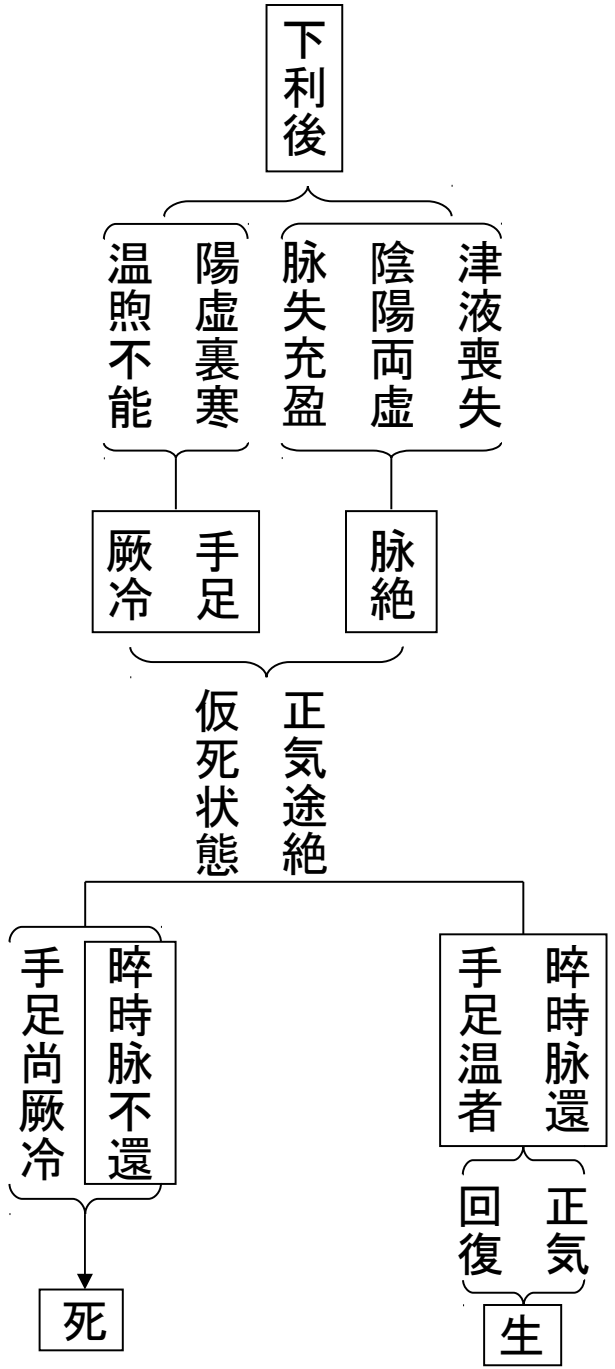 下利後
津液喪失
陰陽両虚
脉失充盈
陽虚裏寒
温煦不能
脉絶
手足
厥冷
正気途絶
仮死状態
晬時脉還
手足温者
正気
回復
生
晬時脉不還
手足尚厥冷
死